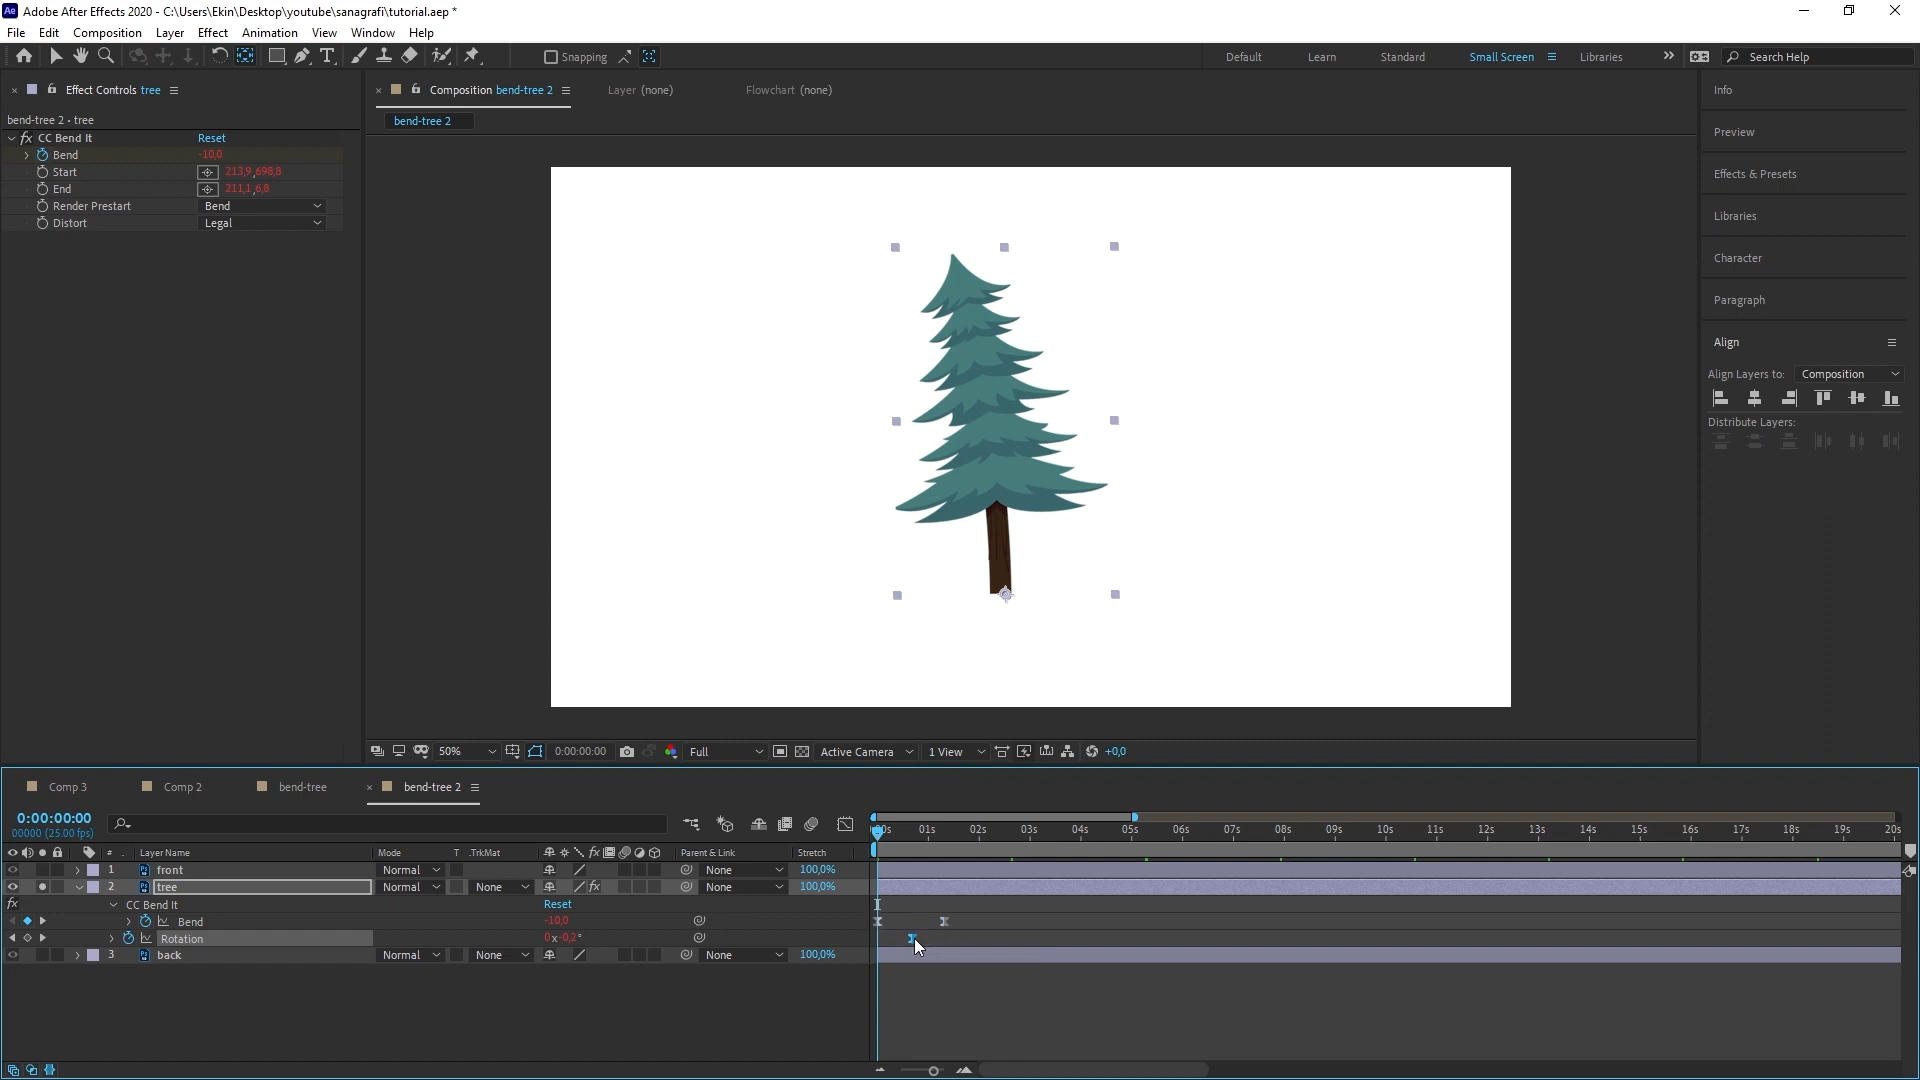 Adobe After Effects 2020 - C:\Users\Ekin\Desktop\youtube\sanagrafi\tutorial.aep *
File Edit Composition Layer Effect Animation View Window Help
Snapping Default Learn Standard Small Screen Libraries Search Help
Effect Controls tree
Composition bend-tree 2 Layer (none) Flowchart (none)
bend-tree 2 • tree
bend-tree 2
fx CC Bend It Reset
Bend -10,0
Start 213,9,698,8
End 211,1,6,8
Render Prestart Bend
Distort Legal
Info
Preview
Effects & Presets
Libraries
Character
Paragraph
Align
Align Layers to: Composition
Distribute Layers:
50% 0:00:00:00 Full Active Camera 1 View +0,0
Comp 3 Comp 2 bend-tree bend-tree 2
0:00:00:00
00000 (25.00 fps)
01s 02s 03s 04s 05s 06s 07s 08s 09s 10s 11s 12s 13s 14s 15s 16s 17s 18s 19s 20s
# Layer Name Mode T .TrkMat Parent & Link Stretch
1 front Normal None 100,0%
2 tree Normal None None 100,0%
fx CC Bend It Reset
Bend -10,0
Rotation 0x-0,2°
3 back Normal None None 100,0%